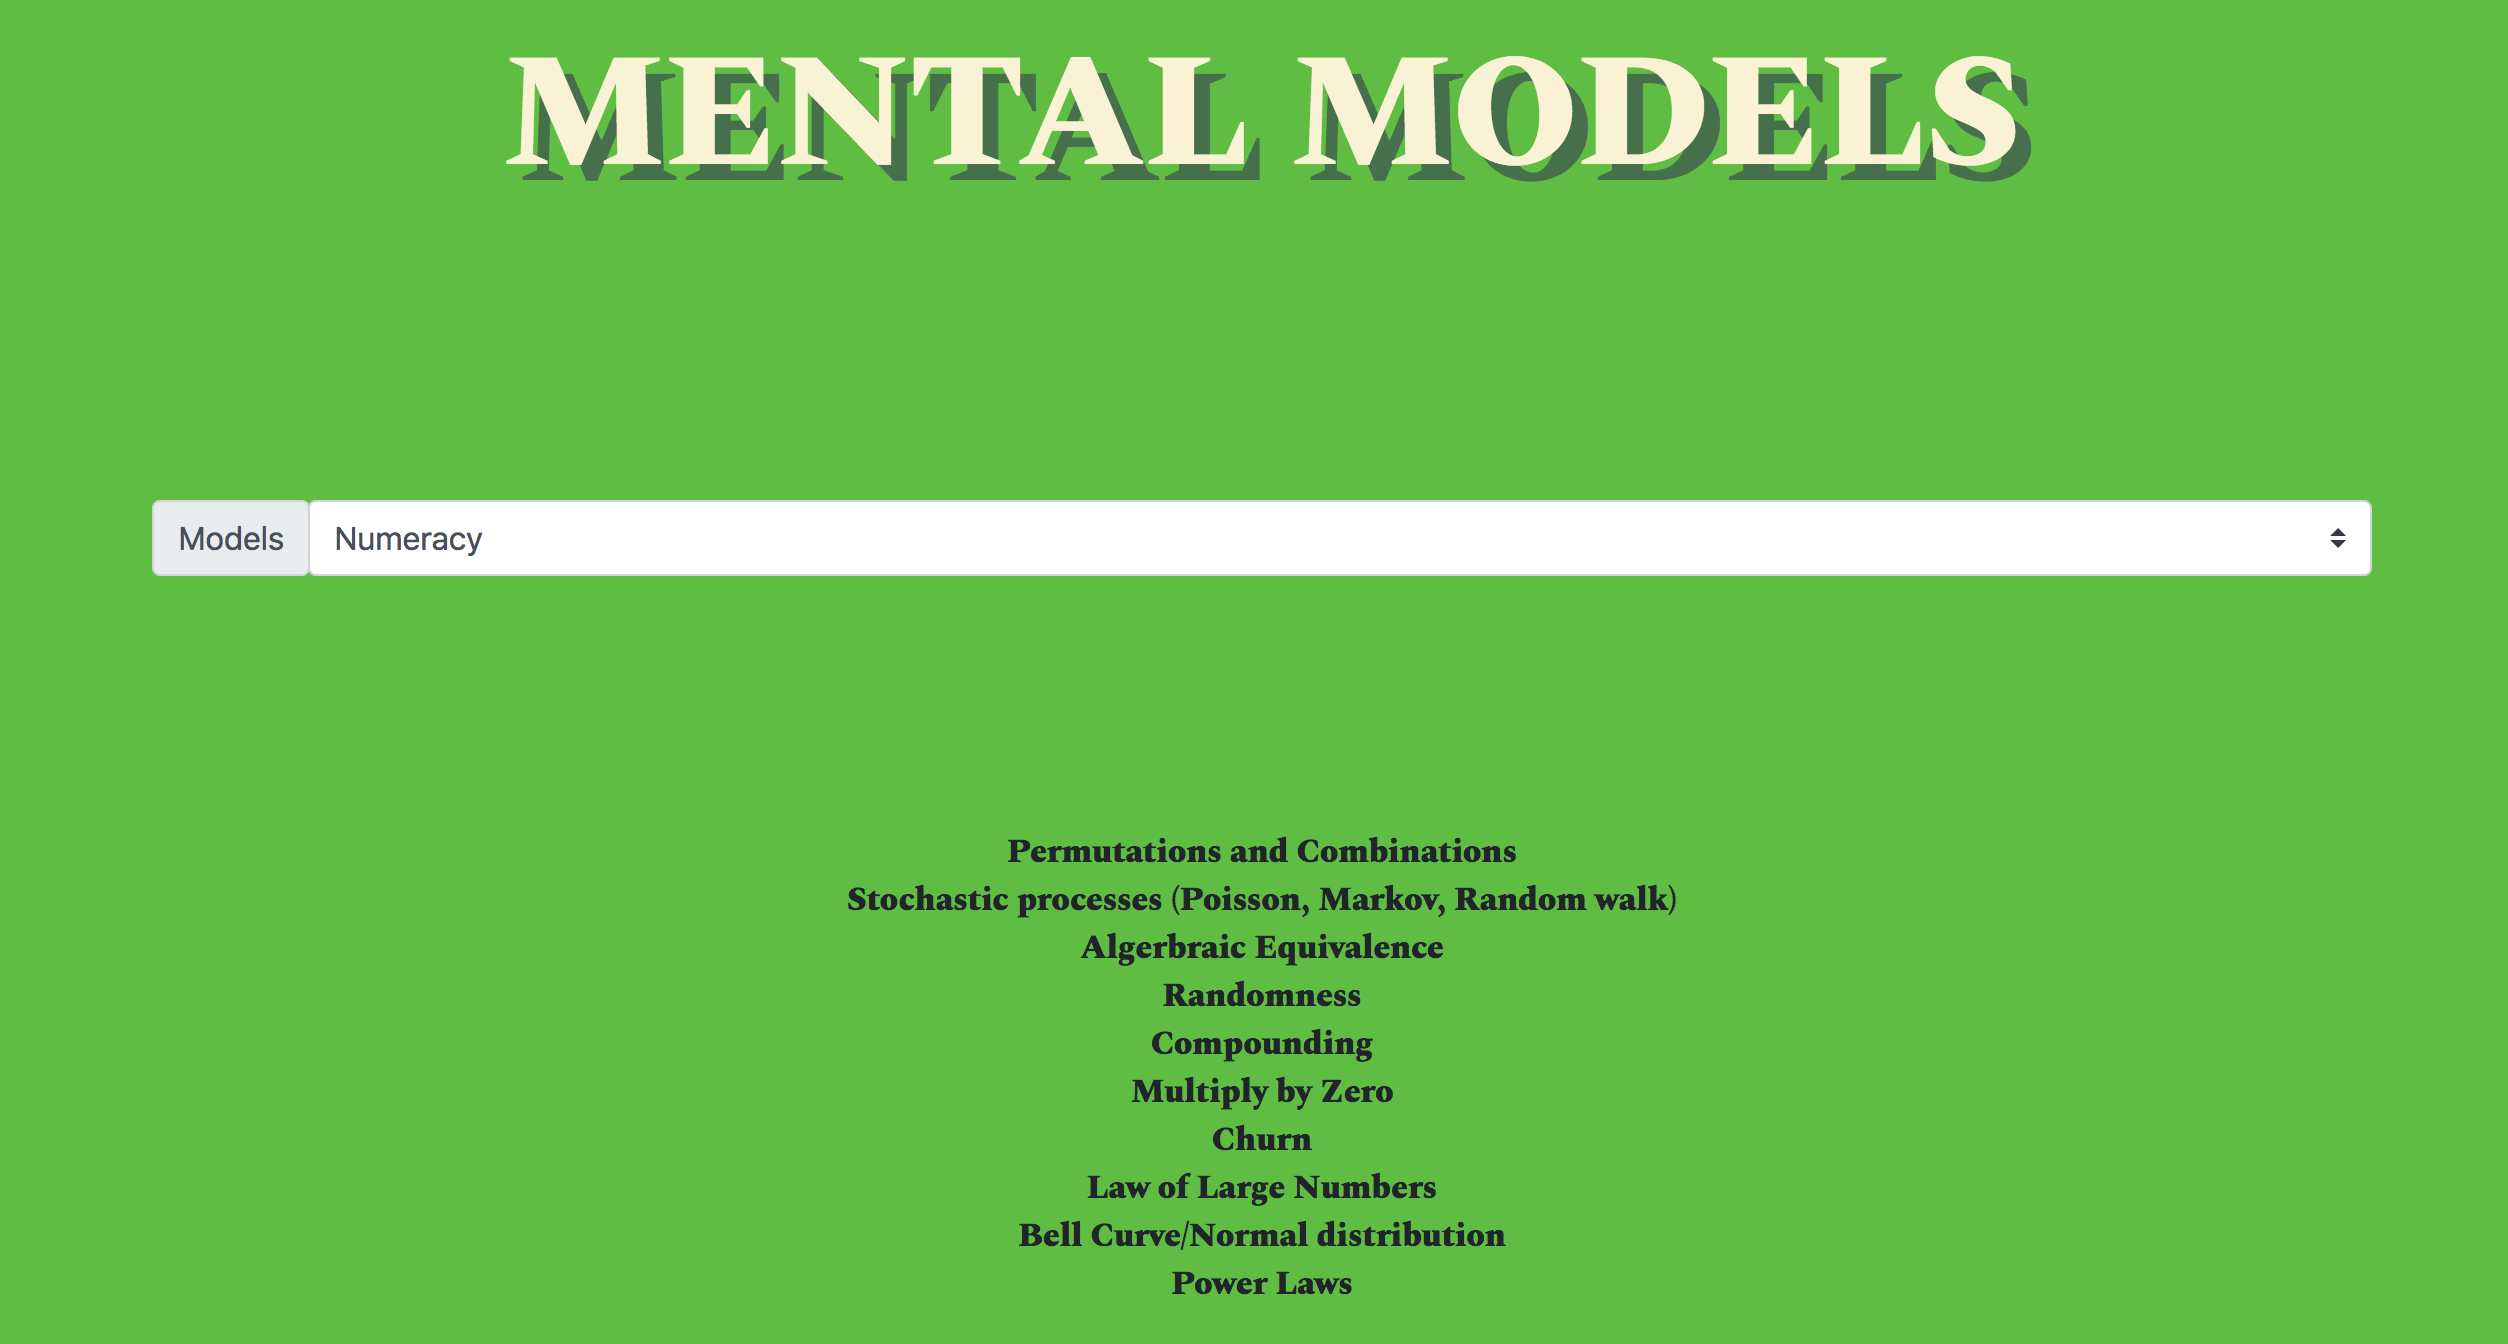 MENTAL MODELS
Models Numeracy
Permutations and Combinations
Stochastic processes (Poisson, Markov, Random walk)
Algerbraic Equivalence
Randomness
Compounding
Multiply by Zero
Churn
Law of Large Numbers
Bell Curve/Normal distribution
Power Laws